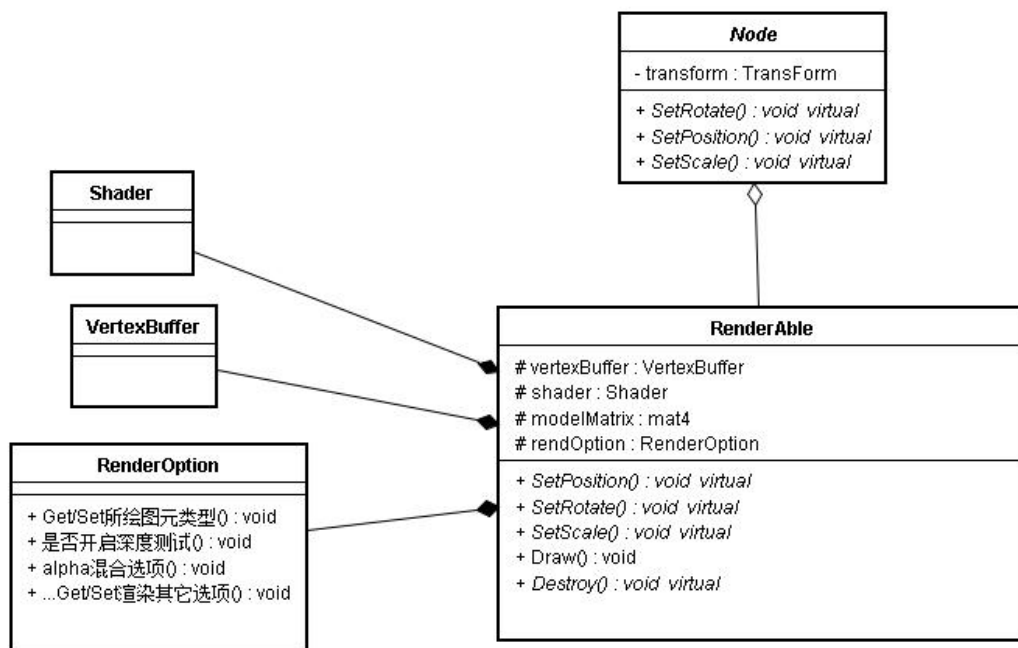 Node
- transform : TransForm
+ SetRotate() : void virtual
+ SetPosition() : void virtual
+ SetScale() : void virtual
Shader
VertexBuffer
RenderOption
+ Get/Set所绘图元类型() : void
+ 是否开启深度测试() : void
+ alpha混合选项() : void
+ ...Get/Set渲染其它选项() : void
RenderAble
# vertexBuffer : VertexBuffer
# shader : Shader
# modelMatrix : mat4
# rendOption : RenderOption
+ SetPosition() : void virtual
+ SetRotate() : void virtual
+ SetScale() : void virtual
+ Draw() : void
+ Destroy() : void virtual